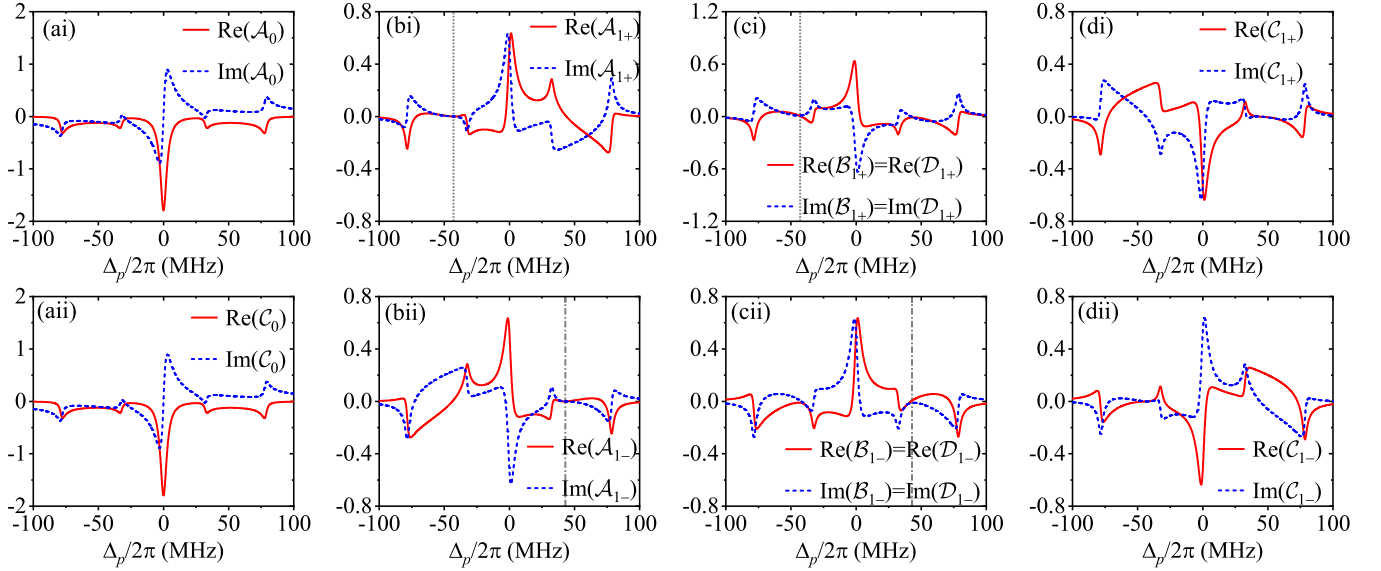 (ai)
Re(𝒜₀)
Im(𝒜₀)
2
1
0
-1
-2
-100 -50 0 50 100
Δₚ/2π (MHz)
(bi)
Re(𝒜₁₊)
Im(𝒜₁₊)
0.8
0.4
0.0
-0.4
-0.8
-100 -50 0 50 100
Δₚ/2π (MHz)
(ci)
1.2
0.6
0.0
-0.6
-1.2
Re(ℬ₁₊)=Re(𝒟₁₊)
Im(ℬ₁₊)=Im(𝒟₁₊)
-100 -50 0 50 100
Δₚ/2π (MHz)
(di)
Re(𝒞₁₊)
Im(𝒞₁₊)
0.6
0.3
0.0
-0.3
-0.6
-100 -50 0 50 100
Δₚ/2π (MHz)
(aii)
Re(𝒞₀)
Im(𝒞₀)
2
1
0
-1
2
-100 -50 0 50 100
Δₚ/2π (MHz)
(bii)
0.8
0.4
0.0
-0.4
-0.8
Re(𝒜₁₋)
Im(𝒜₁₋)
-100 -50 0 50 100
Δₚ/2π (MHz)
(cii)
0.8
0.4
0.0
-0.4
-0.8
Re(ℬ₁₋)=Re(𝒟₁₋)
Im(ℬ₁₋)=Im(𝒟₁₋)
-100 -50 0 50 100
Δₚ/2π (MHz)
(dii)
0.8
0.4
0.0
-0.4
-0.8
Re(𝒞₁₋)
Im(𝒞₁₋)
-100 -50 0 50 100
Δₚ/2π (MHz)